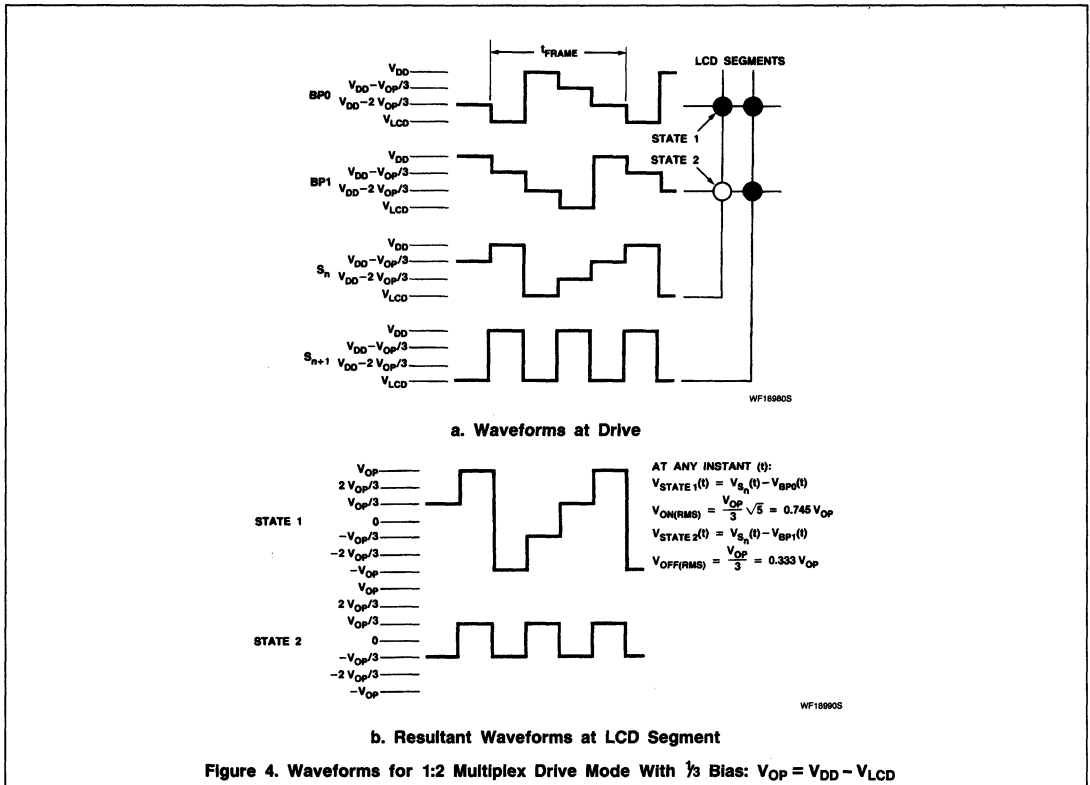 tFRAME
LCD SEGMENTS
BP0
VDD
VDD–VOP/3
VDD–2 VOP/3
VLCD
STATE 1
STATE 2
BP1
VDD
VDD–VOP/3
VDD–2 VOP/3
VLCD
Sn
VDD
VDD–VOP/3
VDD–2 VOP/3
VLCD
Sn+1
VDD
VDD–VOP/3
VDD–2 VOP/3
VLCD
WF18980S
a. Waveforms at Drive
STATE 1
VOP
2 VOP/3
VOP/3
0
–VOP/3
–2 VOP/3
–VOP
AT ANY INSTANT (t):
VSTATE 1(t) = VSn(t) – VBP0(t)
VON(RMS) = VOP/3 √5 = 0.745 VOP
VSTATE 2(t) = VSn(t) – VBP1(t)
VOFF(RMS) = VOP/3 = 0.333 VOP
STATE 2
VOP
2 VOP/3
VOP/3
0
–VOP/3
–2 VOP/3
–VOP
WF18990S
b. Resultant Waveforms at LCD Segment
Figure 4. Waveforms for 1:2 Multiplex Drive Mode With 1/3 Bias: VOP = VDD – VLCD